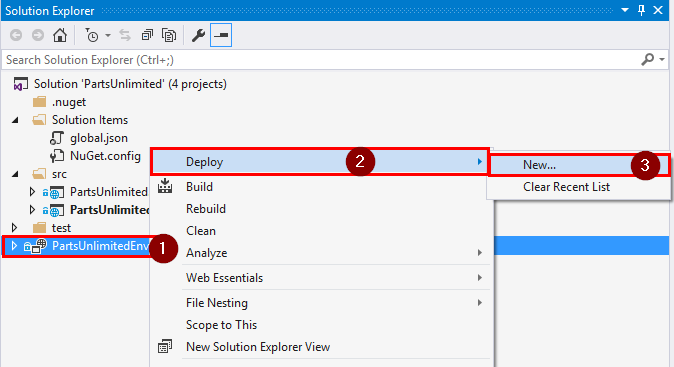 Solution Explorer
Search Solution Explorer (Ctrl+;)
Solution 'PartsUnlimited' (4 projects)
.nuget
Solution Items
global.json
NuGet.config
src
PartsUnlimited
PartsUnlimited
test
PartsUnlimitedEnv
1
Deploy 2
Build
Rebuild
Clean
Analyze
Web Essentials
File Nesting
Scope to This
New Solution Explorer View
New... 3
Clear Recent List